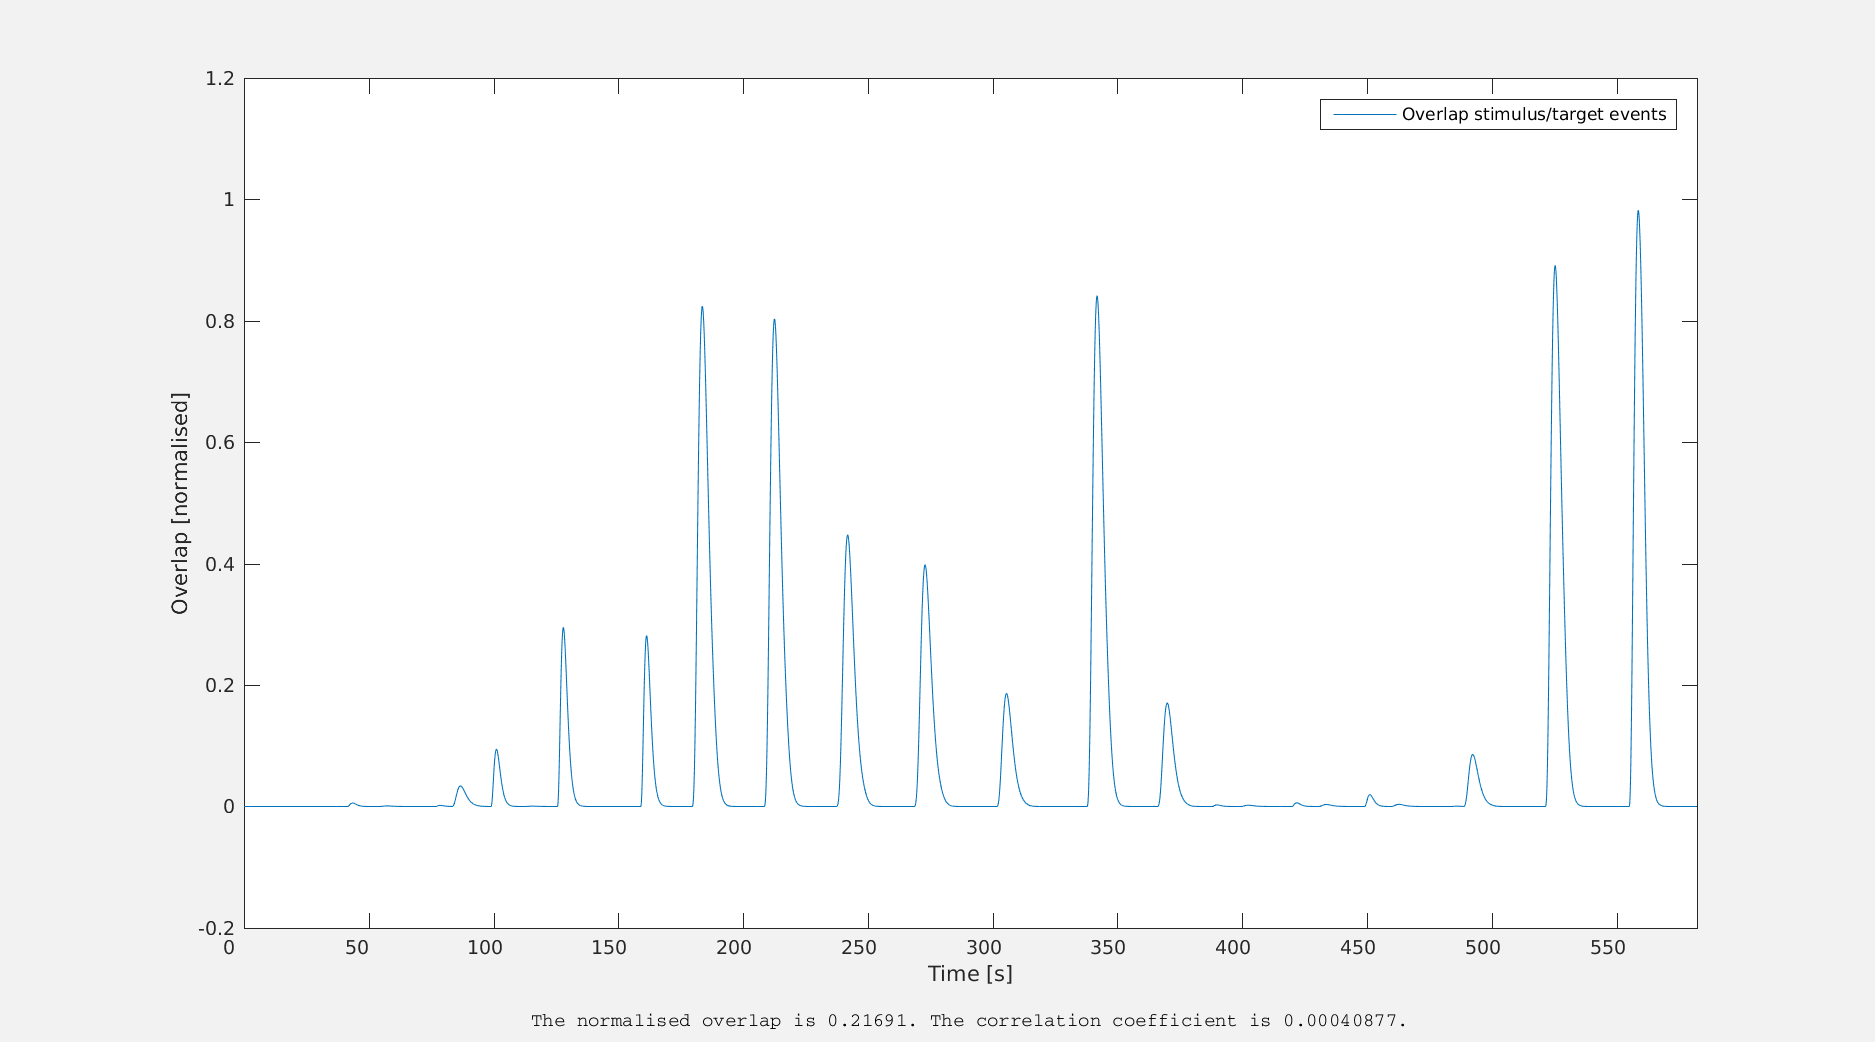 1.2
Overlap stimulus/target events
1
0.8
0.6
0.4
0.2
0
-0.2
Overlap [normalised]
0 50 100 150 200 250 300 350 400 450 500 550
Time [s]
The normalised overlap is 0.21691. The correlation coefficient is 0.00040877.